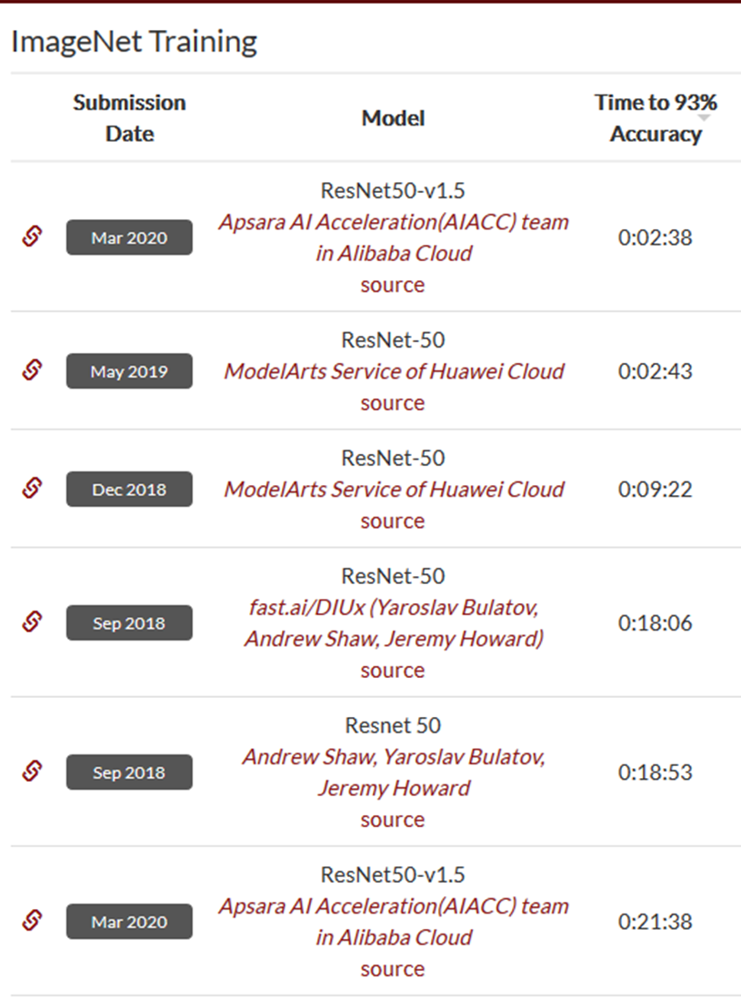 ImageNet Training
Submission Date
Model
Time to 93% Accuracy
ResNet50-v1.5
Mar 2020
Apsara AI Acceleration(AIACC) team
in Alibaba Cloud
source
0:02:38
ResNet-50
May 2019
ModelArts Service of Huawei Cloud
source
0:02:43
ResNet-50
Dec 2018
ModelArts Service of Huawei Cloud
source
0:09:22
ResNet-50
Sep 2018
fast.ai/DIUx (Yaroslav Bulatov,
Andrew Shaw, Jeremy Howard)
source
0:18:06
Resnet 50
Sep 2018
Andrew Shaw, Yaroslav Bulatov,
Jeremy Howard
source
0:18:53
ResNet50-v1.5
Mar 2020
Apsara AI Acceleration(AIACC) team
in Alibaba Cloud
source
0:21:38